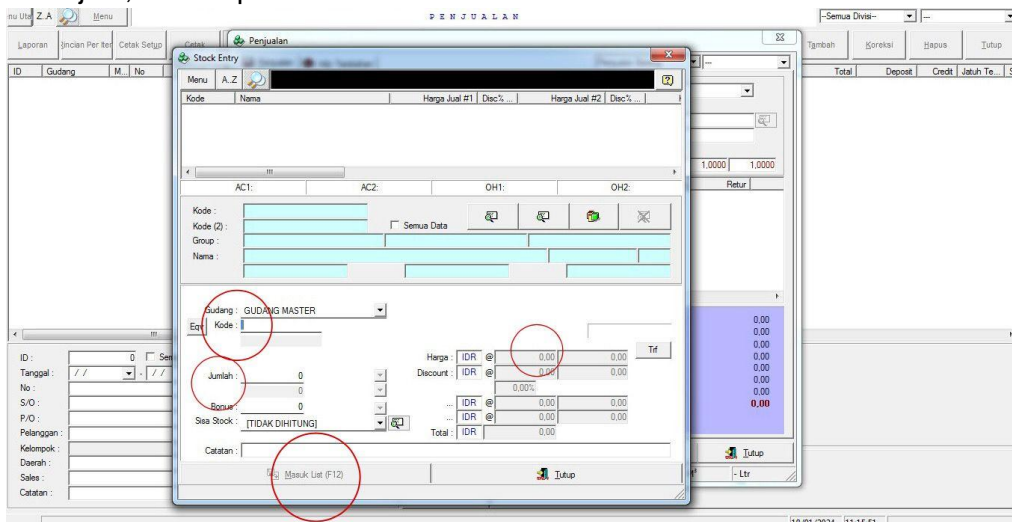 Z..A Menu P E N J U A L A N --Semua Divisi-- ---
Laporan Cetak Setup Cetak Penjualan Tambah Koreksi Hapus Tutup
Stock Entry
ID Gudang M... No Total Deposit Credit Jatuh Te...
Menu A..Z ---
Kode Nama Harga Jual #1 Disc% ... Harga Jual #2 Disc% ...
1,0000 1,0000
AC1: AC2: OH1: OH2: Retur
Kode :
Kode (2) : Semua Data
Group :
Nama :
Gudang : GUDANG MASTER
Eqv Kode :
Harga : IDR @ 0,00 0,00 Trf
Jumlah : 0 Discount : IDR @ 0,00 0,00
0 0,00%
Bonus : 0 ... IDR @ 0,00 0,00
Sisa Stock : [TIDAK DIHITUNG] ... IDR @ 0,00 0,00
Total : IDR 0,00
Catatan :
Masuk List (F12) Tutup
0,00
0,00
0,00
0,00
0,00
0,00
0,00
0,00
Tutup
- Ltr
ID : 0
Tanggal : / / - / /
No :
S/O :
P/O :
Pelanggan :
Kelompok :
Daerah :
Sales :
Catatan :